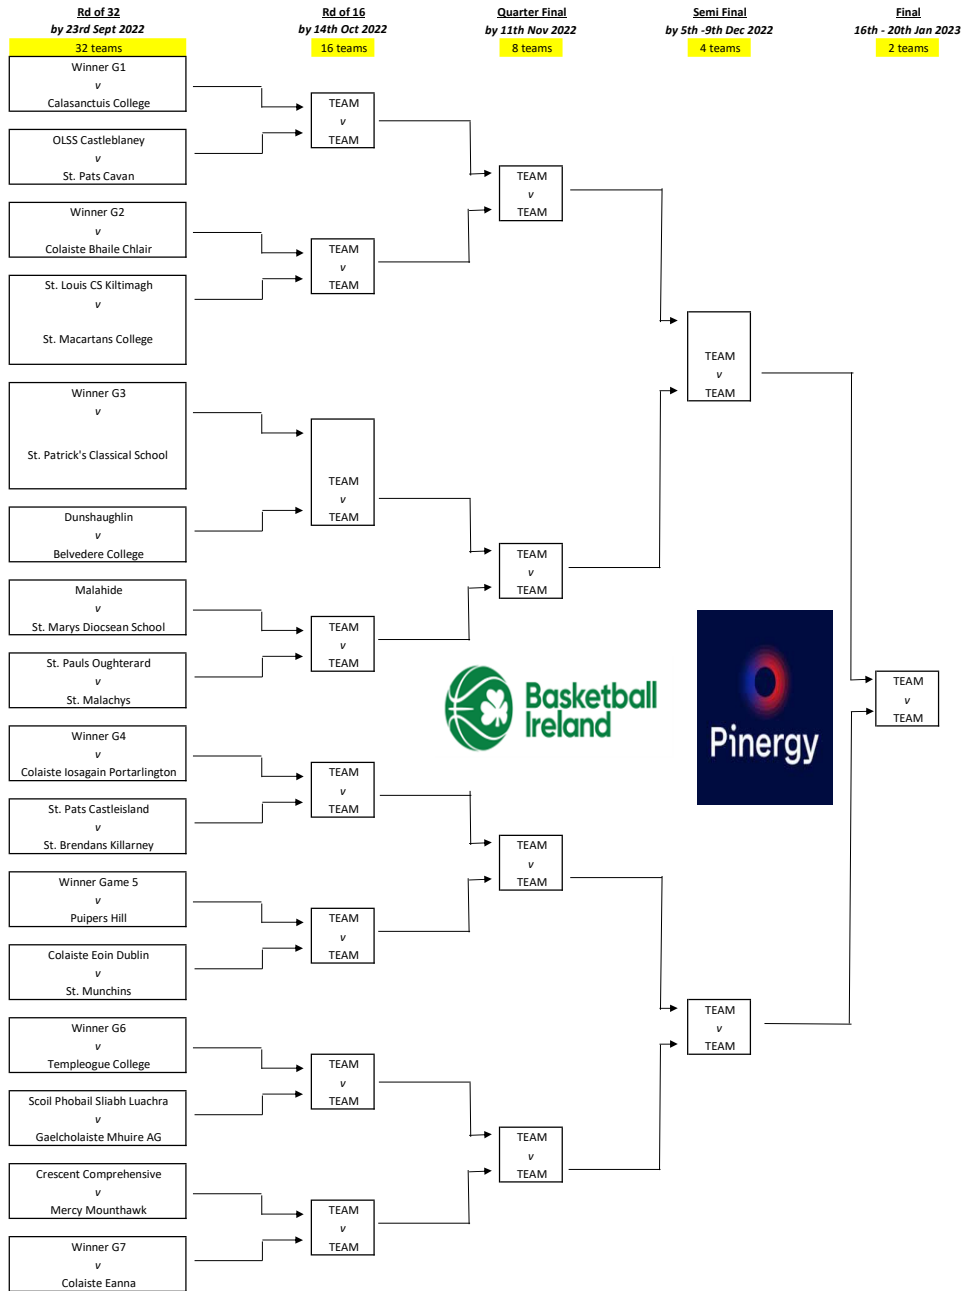 Rd of 32
by 23rd Sept 2022
32 teams
Winner G1
v
Calasanctuis College
OLSS Castleblaney
v
St. Pats Cavan
Winner G2
v
Colaiste Bhaile Chlair
St. Louis CS Kiltimagh
v
St. Macartans College
Winner G3
v
St. Patrick's Classical School
Dunshaughlin
v
Belvedere College
Malahide
v
St. Marys Diocsean School
St. Pauls Oughterard
v
St. Malachys
Winner G4
v
Colaiste Iosagain Portarlington
St. Pats Castleisland
v
St. Brendans Killarney
Winner Game 5
v
Puipers Hill
Colaiste Eoin Dublin
v
St. Munchins
Winner G6
v
Templeogue College
Scoil Phobail Sliabh Luachra
v
Gaelcholaiste Mhuire AG
Crescent Comprehensive
v
Mercy Mounthawk
Winner G7
v
Colaiste Eanna
Rd of 16
by 14th Oct 2022
16 teams
TEAM
v
TEAM
TEAM
v
TEAM
TEAM
v
TEAM
TEAM
v
TEAM
TEAM
v
TEAM
TEAM
v
TEAM
TEAM
v
TEAM
TEAM
v
TEAM
Quarter Final
by 11th Nov 2022
8 teams
TEAM
v
TEAM
TEAM
v
TEAM
TEAM
v
TEAM
TEAM
v
TEAM
Basketball
Ireland
Semi Final
by 5th -9th Dec 2022
4 teams
TEAM
v
TEAM
Pinergy
TEAM
v
TEAM
Final
16th - 20th Jan 2023
2 teams
TEAM
v
TEAM